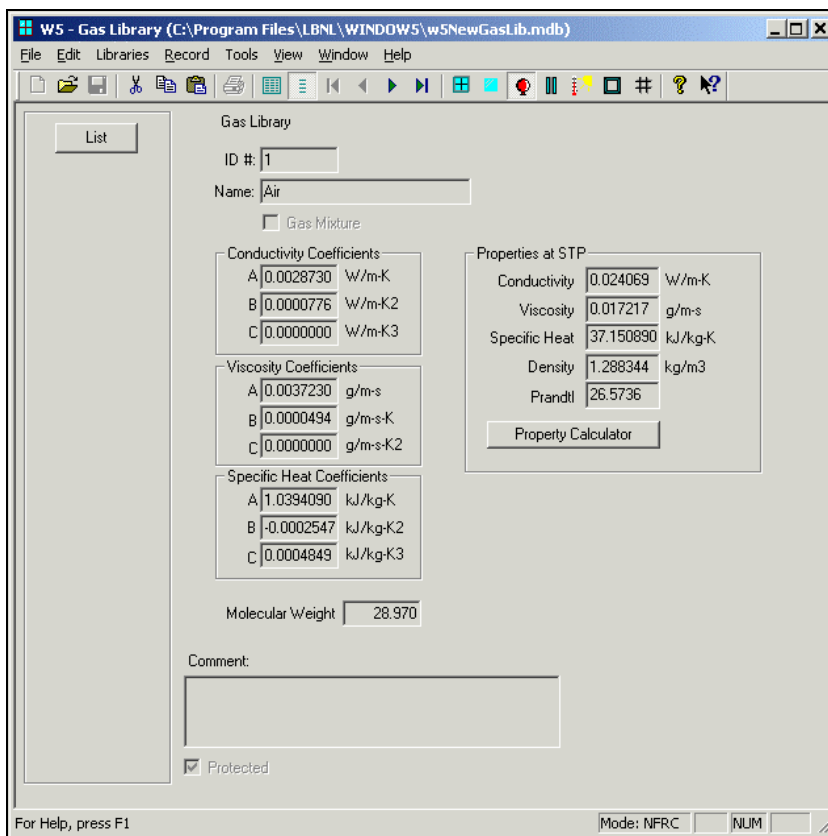 W5 - Gas Library (C:\Program Files\LBNL\WINDOW5\w5NewGasLib.mdb)
File Edit Libraries Record Tools View Window Help
List
Gas Library
ID #: 1
Name: Air
Gas Mixture
Conductivity Coefficients
A 0.0028730 W/m-K
B 0.0000776 W/m-K2
C 0.0000000 W/m-K3
Viscosity Coefficients
A 0.0037230 g/m-s
B 0.0000494 g/m-s-K
C 0.0000000 g/m-s-K2
Specific Heat Coefficients
A 1.0394090 kJ/kg-K
B -0.0002547 kJ/kg-K2
C 0.0004849 kJ/kg-K3
Properties at STP
Conductivity 0.024069 W/m-K
Viscosity 0.017217 g/m-s
Specific Heat 37.150890 kJ/kg-K
Density 1.288344 kg/m3
Prandtl 26.5736
Property Calculator
Molecular Weight 28.970
Comment:
Protected
For Help, press F1 Mode: NFRC NUM